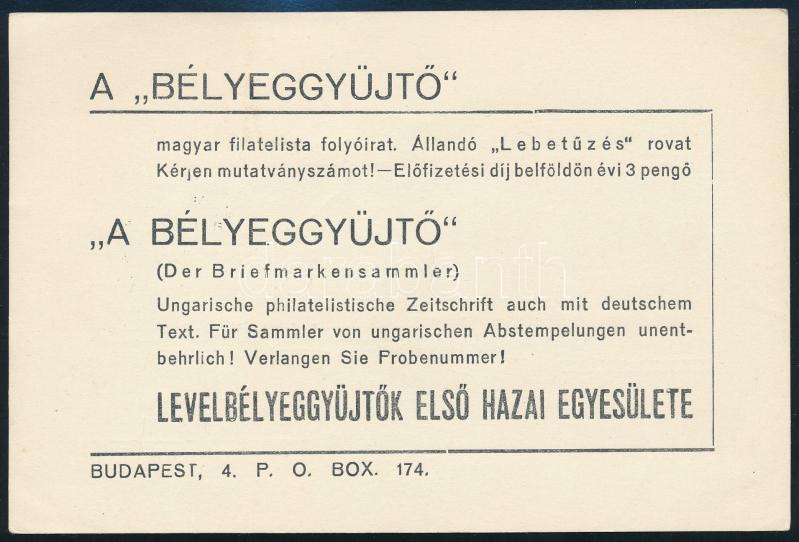 A „BÉLYEGGYÜJTŐ“
magyar filatelista folyóirat. Állandó „Lebetűzés“ rovat
Kérjen mutatványszámot!—Előfizetési díj belföldön évi 3 pengő
„A BÉLYEGGYÜJTŐ“
(Der Briefmarkensammler)
Ungarische philatelistische Zeitschrift auch mit deutschem
Text. Für Sammler von ungarischen Abstempelungen unent-
behrlich! Verlangen Sie Probenummer!
LEVELBÉLYEGGYÜJTŐK ELSŐ HAZAI EGYESÜLETE
BUDAPEST, 4. P. O. BOX. 174.
darabanth